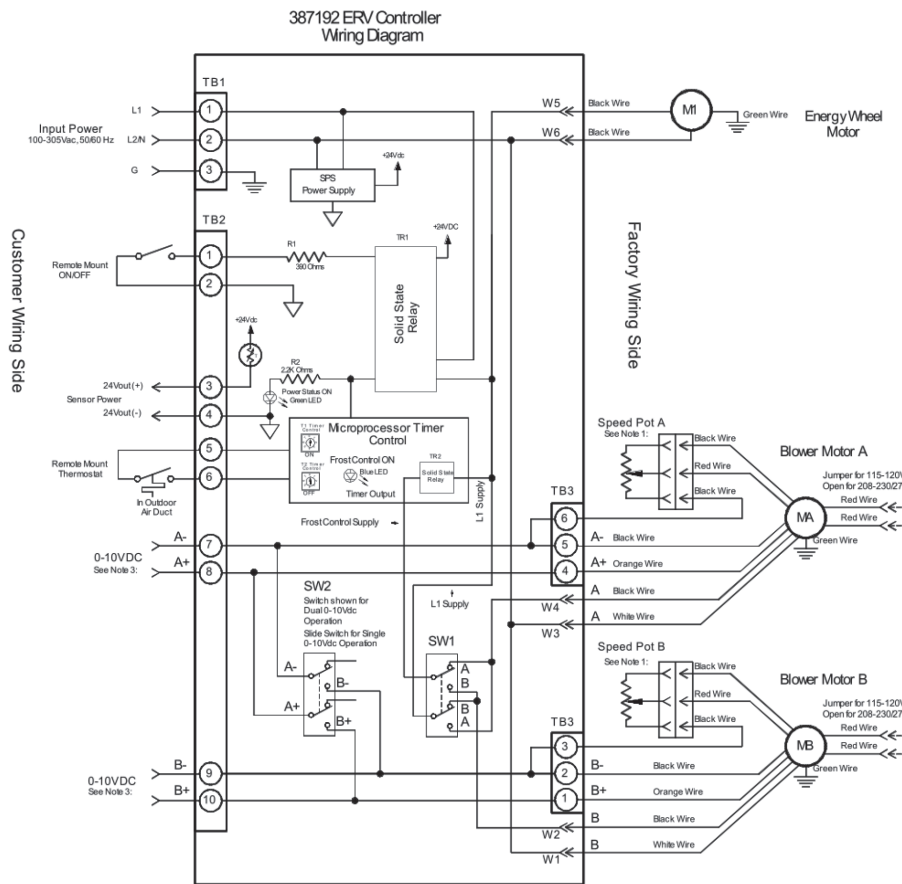 387192 ERV Controller
Wiring Diagram
Customer Wiring Side
Factory Wiring Side
TB1
L1
1
Input Power
100-305Vac, 50/60 Hz
L2/N
2
G
3
SPS
Power Supply
+24Vdc
W5
Black Wire
W6
Black Wire
M1
Green Wire
Energy Wheel
Motor
TB2
1
2
Remote Mount
ON/OFF
R1
390 Ohms
TR1
+24VDC
Solid State
Relay
+24Vdc
24Vout(+)
3
Sensor Power
24Vout(-)
4
R2
2.2K Ohms
Power Status ON
Green LED
5
6
Remote Mount
Thermostat
In Outdoor
Air Duct
T1 Timer
Control
ON
T2 Timer
Control
OFF
Microprocessor Timer
Control
Frost Control ON
Blue LED
Timer Output
TR2
Solid State
Relay
L1 Supply
Frost Control Supply
A-
7
0-10VDC
See Note 3:
A+
8
SW2
Switch shown for
Dual 0-10Vdc
Operation
Slide Switch for Single
0-10Vdc Operation
A-
B-
A+
B+
L1 Supply
SW1
A
B
B
A
TB3
6
5
4
A-
Black Wire
A+
Orange Wire
A
Black Wire
W4
A
White Wire
W3
Speed Pot A
See Note 1:
Black Wire
Red Wire
Black Wire
Blower Motor A
Jumper for 115-120V
Open for 208-230/27
Red Wire
Red Wire
MA
Green Wire
Speed Pot B
See Note 1:
Black Wire
Red Wire
Black Wire
Blower Motor B
Jumper for 115-120V
Open for 208-230/27
Red Wire
Red Wire
MB
Green Wire
TB3
3
2
1
B-
Black Wire
B+
Orange Wire
B
Black Wire
W2
B
White Wire
W1
B-
9
0-10VDC
See Note 3:
B+
10